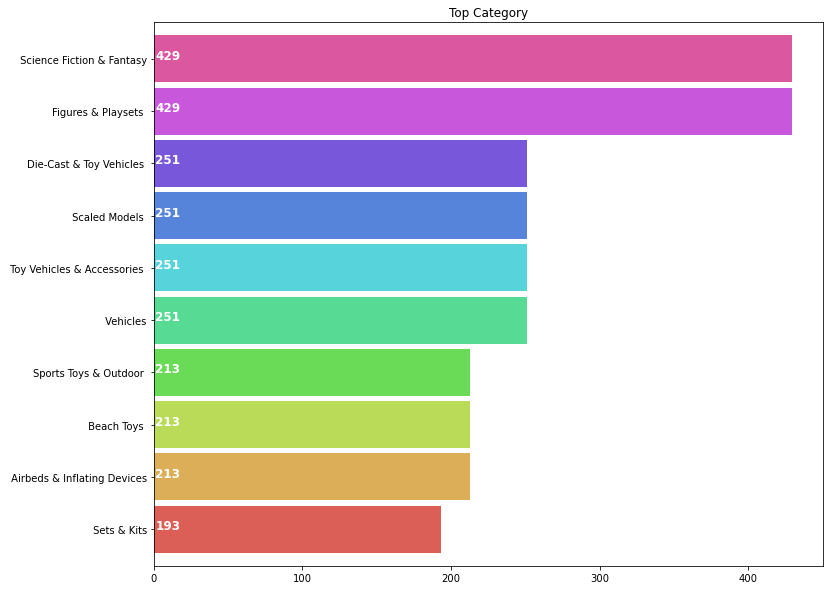 Top Category
Science Fiction & Fantasy 429
Figures & Playsets 429
Die-Cast & Toy Vehicles 251
Scaled Models 251
Toy Vehicles & Accessories 251
Vehicles 251
Sports Toys & Outdoor 213
Beach Toys 213
Airbeds & Inflating Devices 213
Sets & Kits 193
0 100 200 300 400